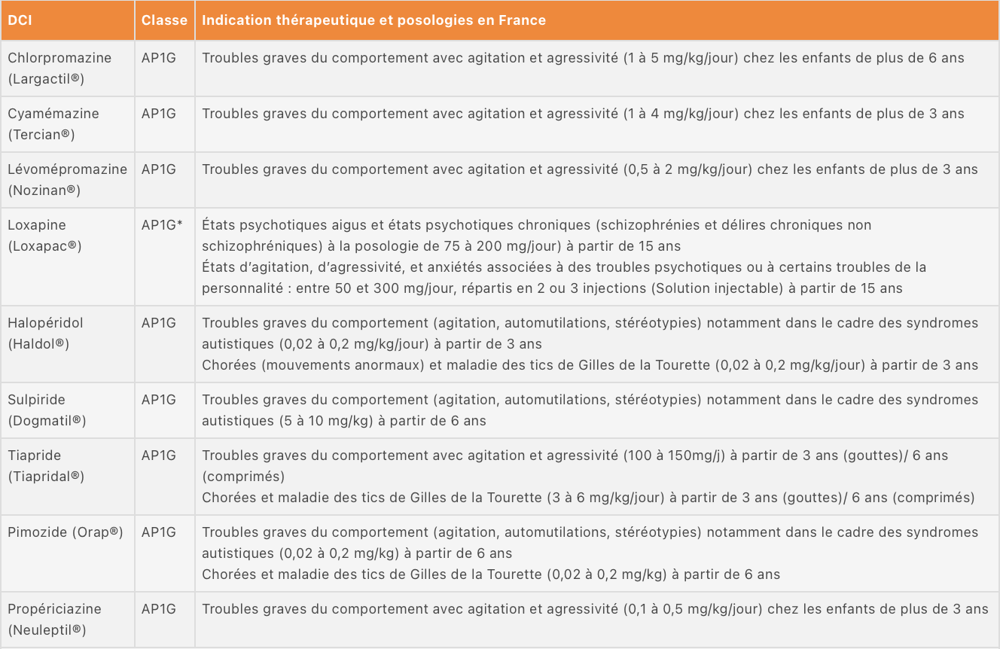 DCI
Classe
Indication thérapeutique et posologies en France
Chlorpromazine
(Largactil®)
AP1G
Troubles graves du comportement avec agitation et agressivité (1 à 5 mg/kg/jour) chez les enfants de plus de 6 ans
Cyamémazine
(Tercian®)
AP1G
Troubles graves du comportement avec agitation et agressivité (1 à 4 mg/kg/jour) chez les enfants de plus de 3 ans
Lévomépromazine
(Nozinan®)
AP1G
Troubles graves du comportement avec agitation et agressivité (0,5 à 2 mg/kg/jour) chez les enfants de plus de 3 ans
Loxapine
(Loxapac®)
AP1G*
États psychotiques aigus et états psychotiques chroniques (schizophrénies et délires chroniques non
schizophréniques) à la posologie de 75 à 200 mg/jour) à partir de 15 ans
États d’agitation, d’agressivité, et anxiétés associées à des troubles psychotiques ou à certains troubles de la
personnalité : entre 50 et 300 mg/jour, répartis en 2 ou 3 injections (Solution injectable) à partir de 15 ans
Halopéridol
(Haldol®)
AP1G
Troubles graves du comportement (agitation, automutilations, stéréotypies) notamment dans le cadre des syndromes
autistiques (0,02 à 0,2 mg/kg/jour) à partir de 3 ans
Chorées (mouvements anormaux) et maladie des tics de Gilles de la Tourette (0,02 à 0,2 mg/kg/jour) à partir de 3 ans
Sulpiride
(Dogmatil®)
AP1G
Troubles graves du comportement (agitation, automutilations, stéréotypies) notamment dans le cadre des syndromes
autistiques (5 à 10 mg/kg) à partir de 6 ans
Tiapride
(Tiapridal®)
AP1G
Troubles graves du comportement avec agitation et agressivité (100 à 150mg/j) à partir de 3 ans (gouttes)/ 6 ans
(comprimés)
Chorées et maladie des tics de Gilles de la Tourette (3 à 6 mg/kg/jour) à partir de 3 ans (gouttes)/ 6 ans (comprimés)
Pimozide (Orap®)
AP1G
Troubles graves du comportement (agitation, automutilations, stéréotypies) notamment dans le cadre des syndromes
autistiques (0,02 à 0,2 mg/kg) à partir de 6 ans
Chorées et maladie des tics de Gilles de la Tourette (0,02 à 0,2 mg/kg) à partir de 6 ans
Propériciazine
(Neuleptil®)
AP1G
Troubles graves du comportement avec agitation et agressivité (0,1 à 0,5 mg/kg/jour) chez les enfants de plus de 3 ans